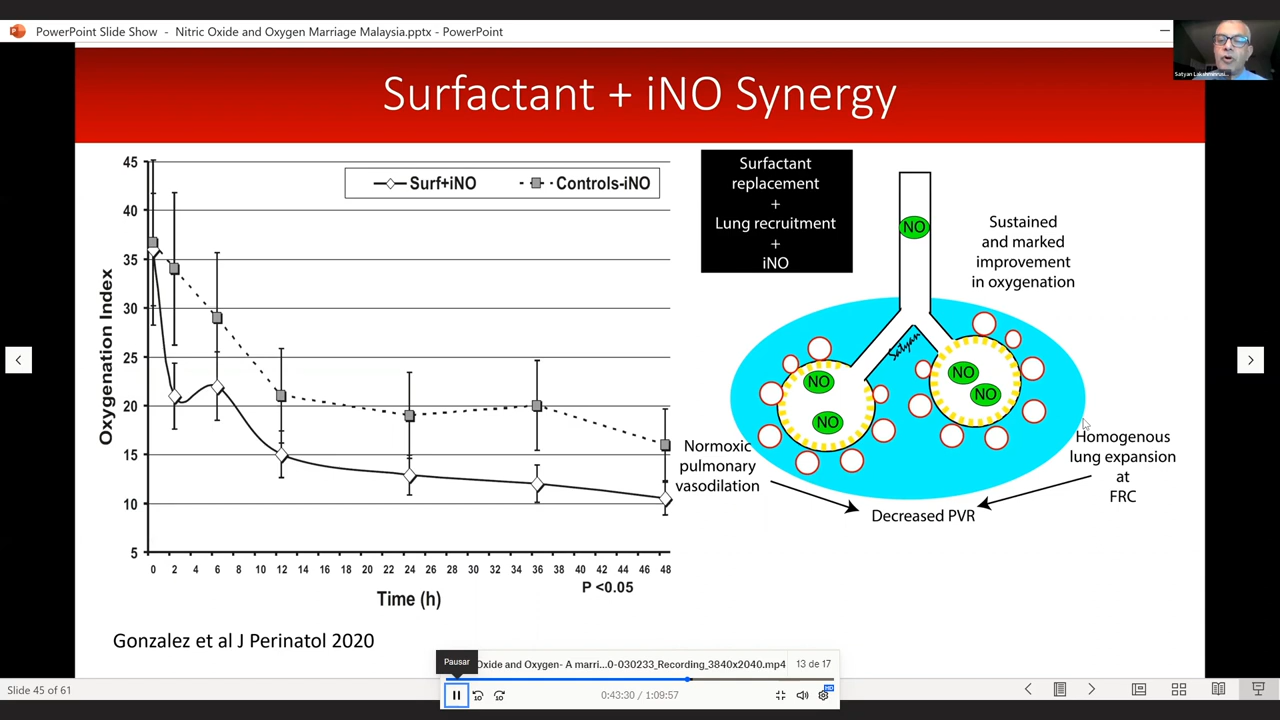 PowerPoint Slide Show - Nitric Oxide and Oxygen Marriage Malaysia.pptx - PowerPoint
Surfactant + iNO Synergy
45
40
35
30
25
20
15
10
5
Oxygenation Index
Surf+iNO
Controls-iNO
0 2 4 6 8 10 12 14 16 18 20 22 24 26 28 30 32 34 36 38 40 42 44 46 48
P <0.05
Time (h)
Gonzalez et al J Perinatol 2020
Surfactant
replacement
+
Lung recruitment
+
iNO
NO
Sustained
and marked
improvement
in oxygenation
Satyan
NO
NO
NO
NO
Normoxic
pulmonary
vasodilation
Homogenous
lung expansion
at
FRC
Decreased PVR
Pausar
Oxide and Oxygen- A marri...0-030233_Recording_3840x2040.mp4
13 de 17
10
10
0:43:30 / 1:09:57
HD
Slide 45 of 61